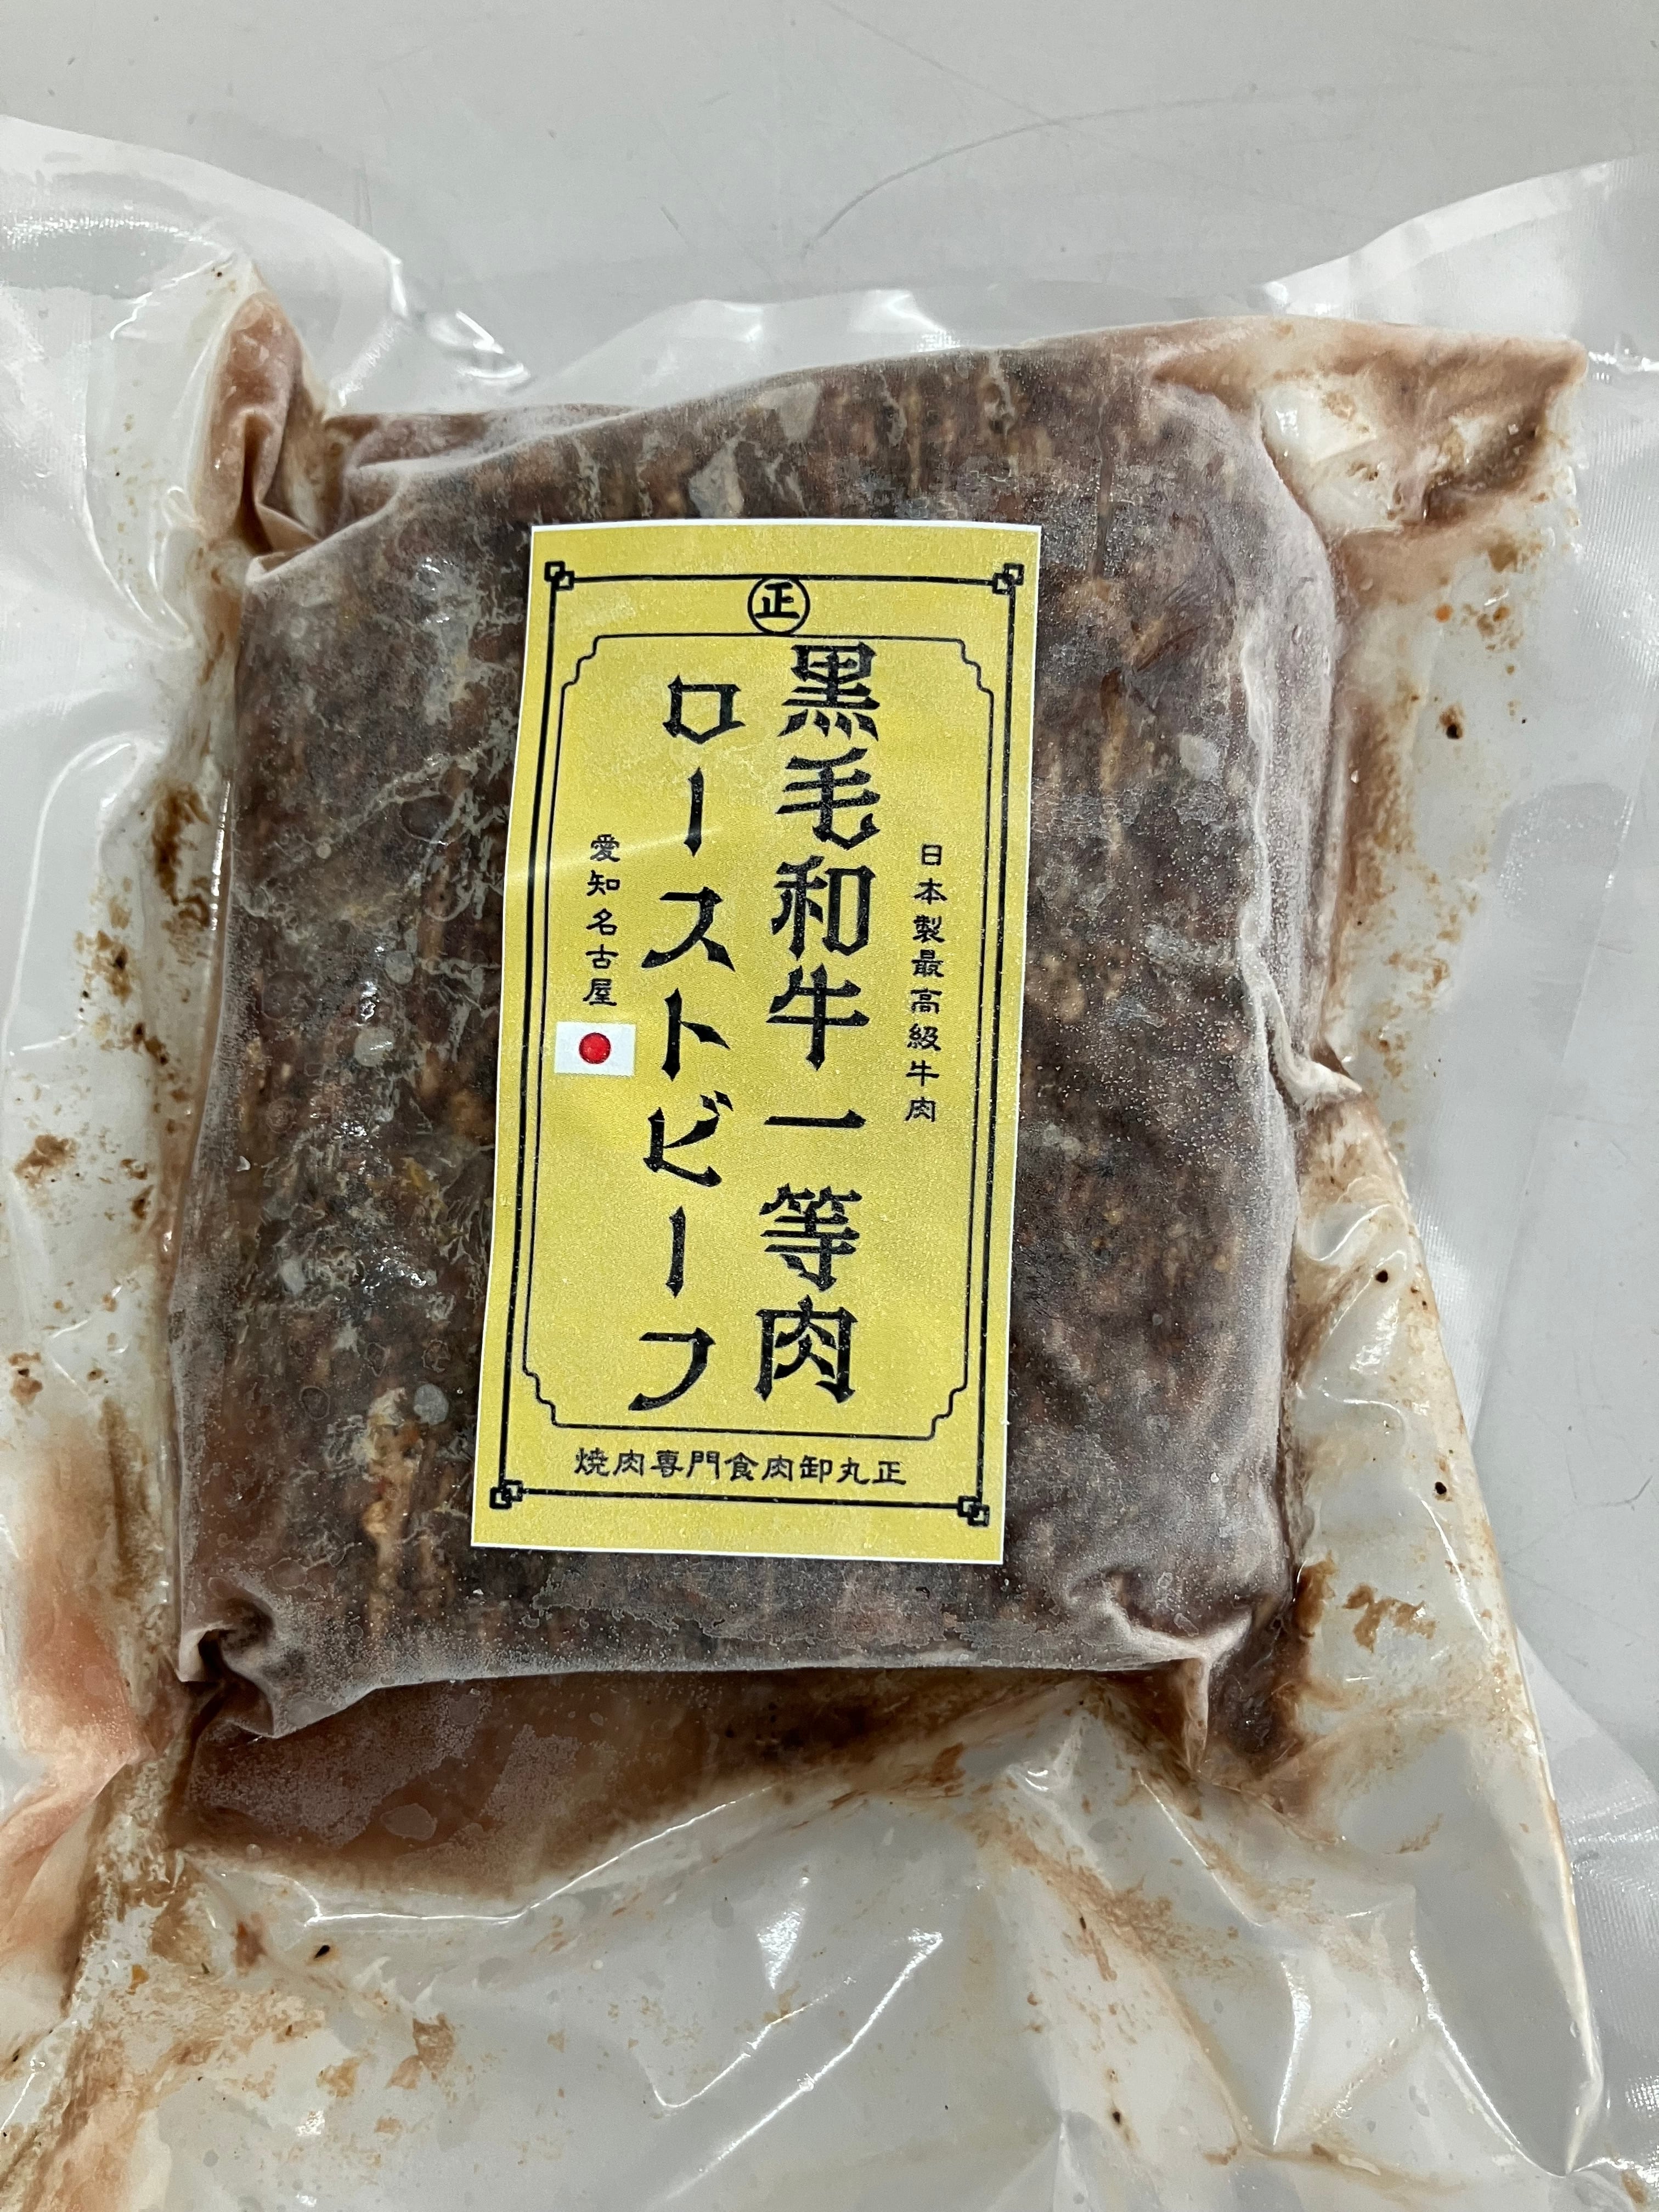 正
日本製最高級牛肉
黒毛和牛一等肉
ローストビーフ
愛知名古屋
焼肉専門食肉卸丸正